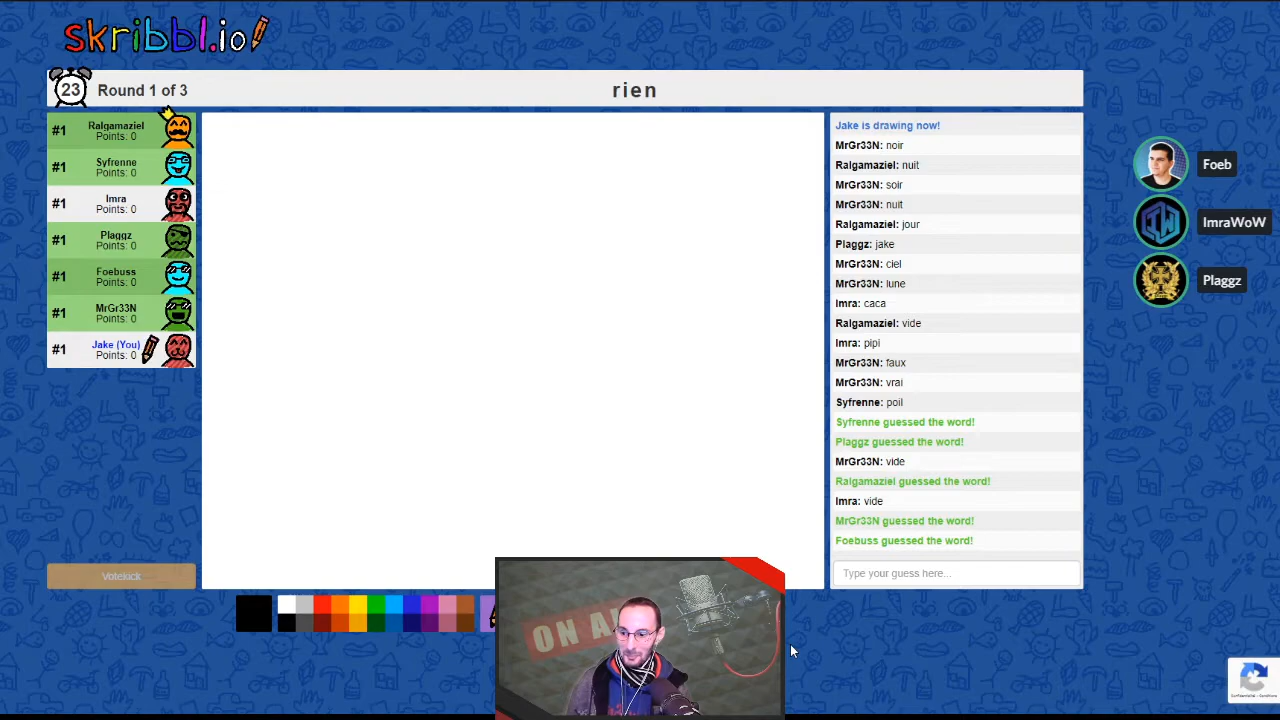 skribbl.io
23
Round 1 of 3
rien
#1
Ralgamaziel
Points: 0
#1
Syfrenne
Points: 0
#1
Imra
Points: 0
#1
Plaggz
Points: 0
#1
Foebuss
Points: 0
#1
MrGr33N
Points: 0
#1
Jake (You)
Points: 0
Votekick
Jake is drawing now!
MrGr33N: noir
Ralgamaziel: nuit
MrGr33N: soir
MrGr33N: nuit
Ralgamaziel: jour
Plaggz: jake
MrGr33N: ciel
MrGr33N: lune
Imra: caca
Ralgamaziel: vide
Imra: pipi
MrGr33N: faux
MrGr33N: vrai
Syfrenne: poil
Syfrenne guessed the word!
Plaggz guessed the word!
MrGr33N: vide
Ralgamaziel guessed the word!
Imra: vide
MrGr33N guessed the word!
Foebuss guessed the word!
Type your guess here...
Foeb
ImraWoW
Plaggz
ON A